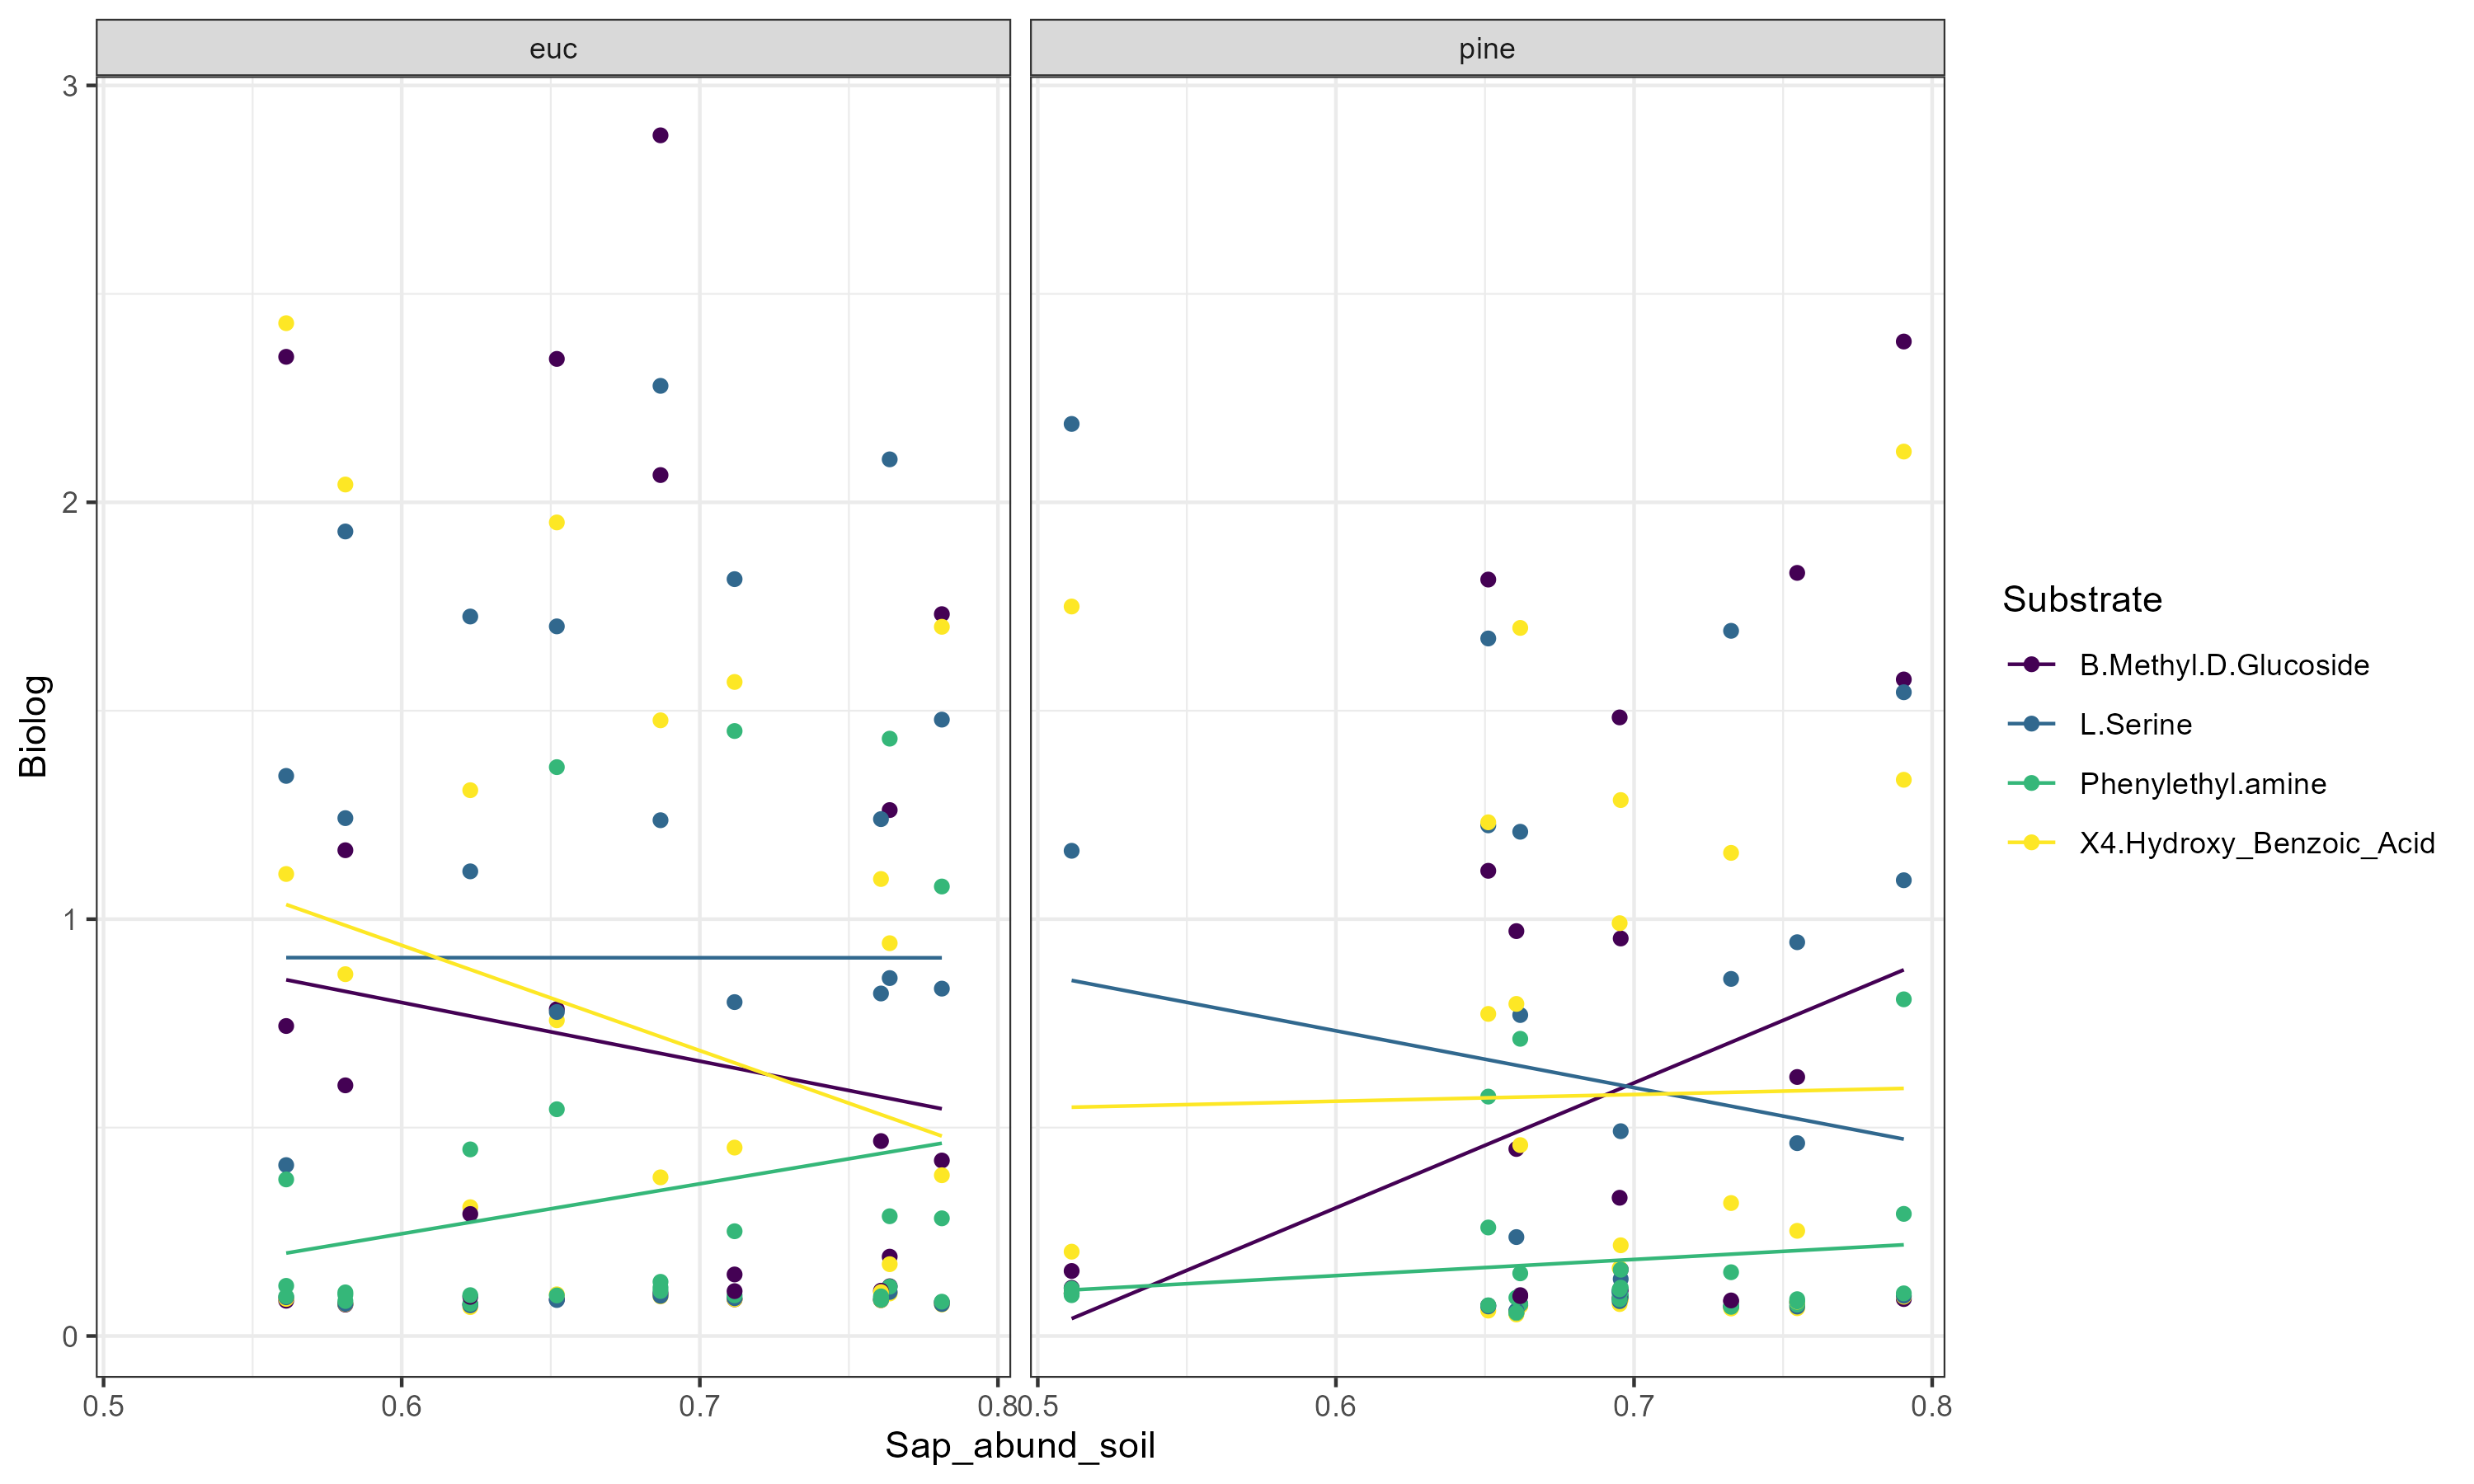 euc
pine
3
2
1
0
Biolog
0.5
0.6
0.7
0.8
0.5
0.6
0.7
0.8
Sap_abund_soil
Substrate
B.Methyl.D.Glucoside
L.Serine
Phenylethyl.amine
X4.Hydroxy_Benzoic_Acid